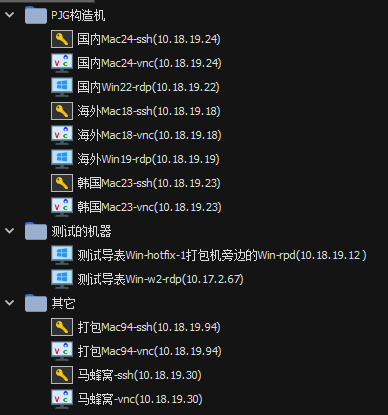 PJG构造机
国内Mac24-ssh(10.18.19.24)
国内Mac24-vnc(10.18.19.24)
国内Win22-rdp(10.18.19.22)
海外Mac18-ssh(10.18.19.18)
海外Mac18-vnc(10.18.19.18)
海外Win19-rdp(10.18.19.19)
韩国Mac23-ssh(10.18.19.23)
韩国Mac23-vnc(10.18.19.23)
测试的机器
测试导表Win-hotfix-1打包机旁边的Win-rpd(10.18.19.12 )
测试导表Win-w2-rdp(10.17.2.67)
其它
打包Mac94-ssh(10.18.19.94)
打包Mac94-vnc(10.18.19.94)
马蜂窝-ssh(10.18.19.30)
马蜂窝-vnc(10.18.19.30)